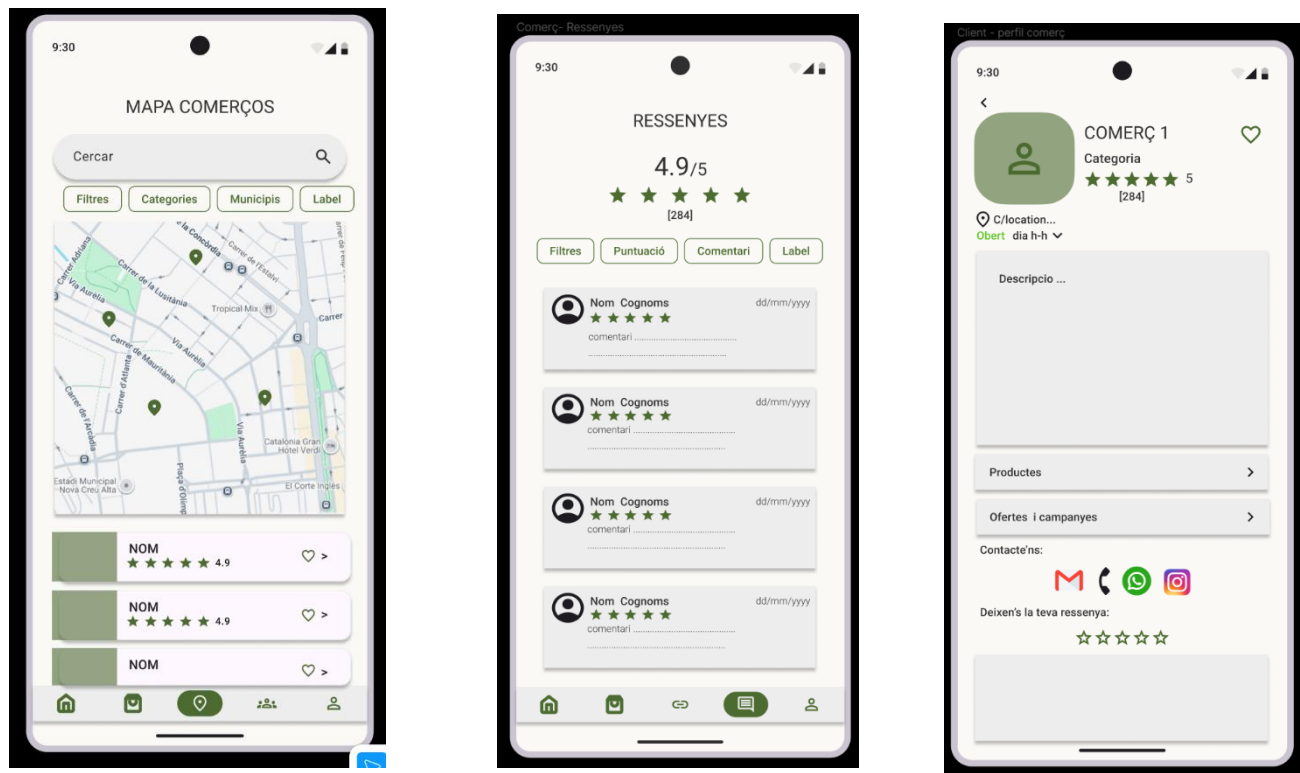 9:30
MAPA COMERÇOS
Cercar
Filtres Categories Municipis Label
Carrer Adriana
Via Aurelia
la Concòrdia
Carrer de l'Estalvi
Carrer de la Lusitània
Tropical Mix
Carrer
Via Aurèlia
Carrer de Mauritània
Carrer d'Atlanta
Carrer de l'Arcàdia
Via Aurèlia
Catalonia Gran
Hotel Verdi
Estadi Municipal
Nova Creu Alta
Plaça d'Olimp
El Corte Inglés
NOM
4.9
>
NOM
4.9
>
NOM
>
Comerç- Ressenyes
9:30
RESSENYES
4.9/5
[284]
Filtres Puntuació Comentari Label
Nom Cognoms dd/mm/yyyy
comentari ........................................
......................................................
Nom Cognoms dd/mm/yyyy
comentari ........................................
......................................................
Nom Cognoms dd/mm/yyyy
comentari ........................................
......................................................
Nom Cognoms dd/mm/yyyy
comentari ........................................
......................................................
Client - perfil comerç
9:30
COMERÇ 1
Categoria
5
[284]
C/location...
Obert dia h-h
Descripcio ...
Productes
Ofertes i campanyes
Contacte'ns:
Deixen's la teva ressenya: